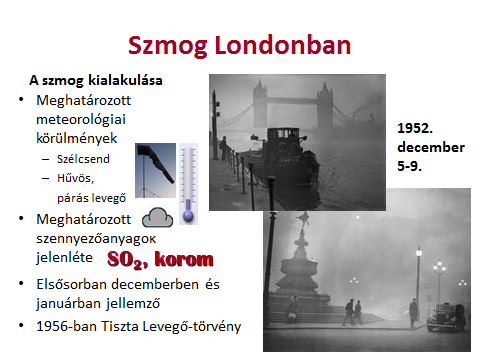 Szmog Londonban
A szmog kialakulása
• Meghatározott
meteorológiai
körülmények
– Szélcsend
– Hűvös,
párás levegő
• Meghatározott
szennyezőanyagok
jelenléte
SO₂, korom
• Elsősorban decemberben és
januárban jellemző
• 1956-ban Tiszta Levegő-törvény
1952.
december
5-9.